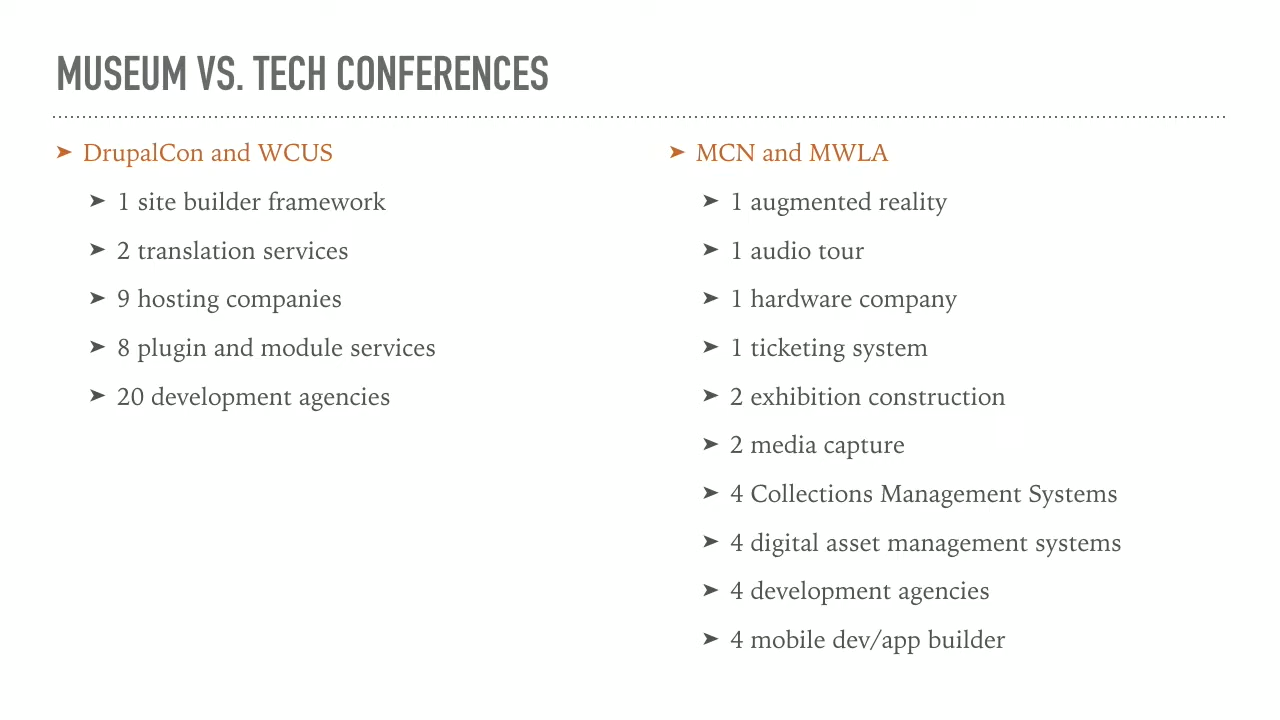 MUSEUM VS. TECH CONFERENCES
➤ DrupalCon and WCUS
➤ 1 site builder framework
➤ 2 translation services
➤ 9 hosting companies
➤ 8 plugin and module services
➤ 20 development agencies
➤ MCN and MWLA
➤ 1 augmented reality
➤ 1 audio tour
➤ 1 hardware company
➤ 1 ticketing system
➤ 2 exhibition construction
➤ 2 media capture
➤ 4 Collections Management Systems
➤ 4 digital asset management systems
➤ 4 development agencies
➤ 4 mobile dev/app builder